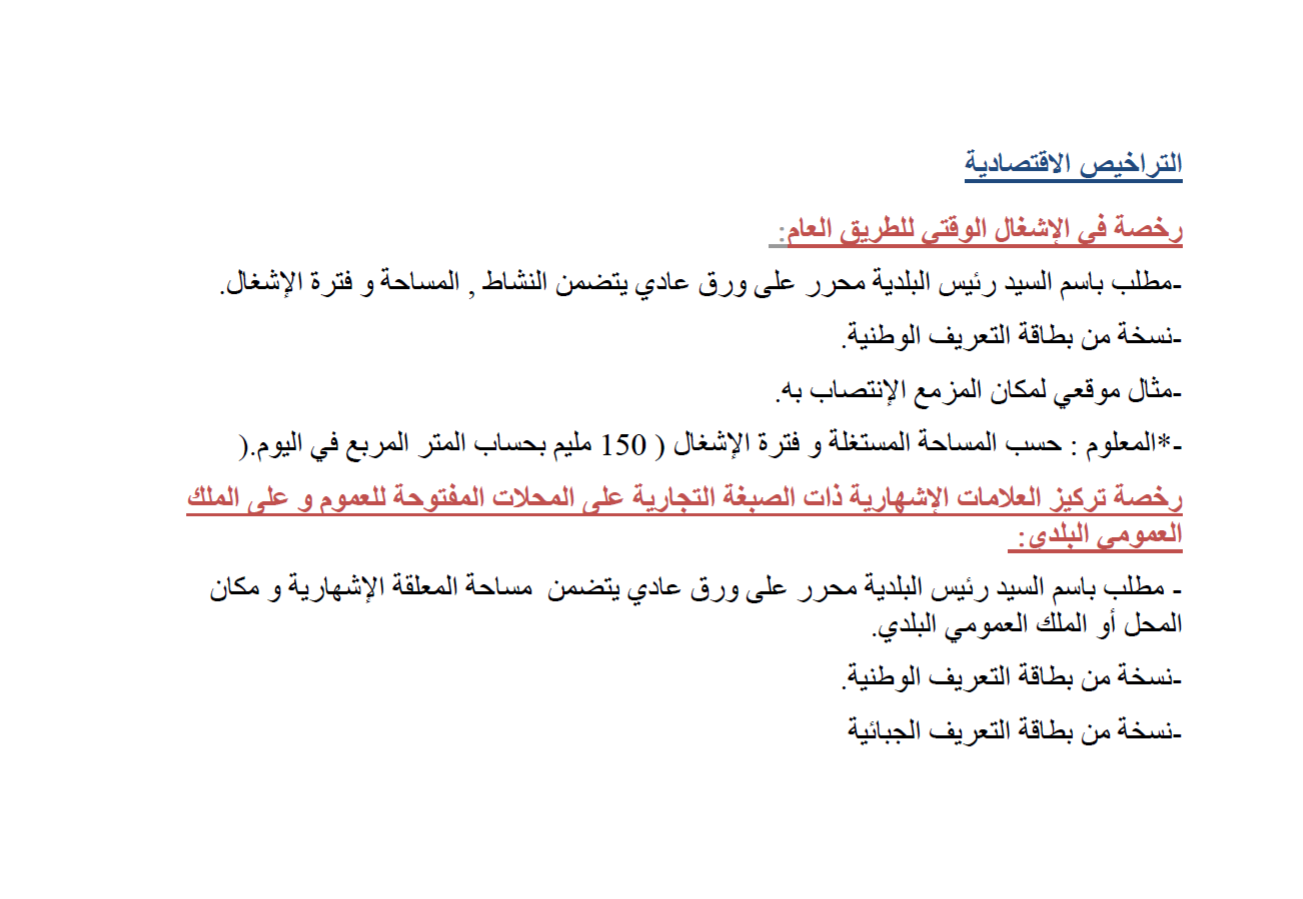 التراخيص الاقتصادية
رخصة في الإشغال الوقتي للطريق العام:
-مطلب باسم السيد رئيس البلدية محرر على ورق عادي يتضمن النشاط , المساحة و فترة الإشغال.
-نسخة من بطاقة التعريف الوطنية.
-مثال موقعي لمكان المزمع الإنتصاب به.
-*المعلوم : حسب المساحة المستغلة و فترة الإشغال ( 150 مليم بحساب المتر المربع في اليوم.(
رخصة تركيز العلامات الإشهارية ذات الصبغة التجارية على المحلات المفتوحة للعموم و على الملك
العمومي البلدي:
- مطلب باسم السيد رئيس البلدية محرر على ورق عادي يتضمن  مساحة المعلقة الإشهارية و مكان
المحل أو الملك العمومي البلدي.
-نسخة من بطاقة التعريف الوطنية.
-نسخة من بطاقة التعريف الجبائية